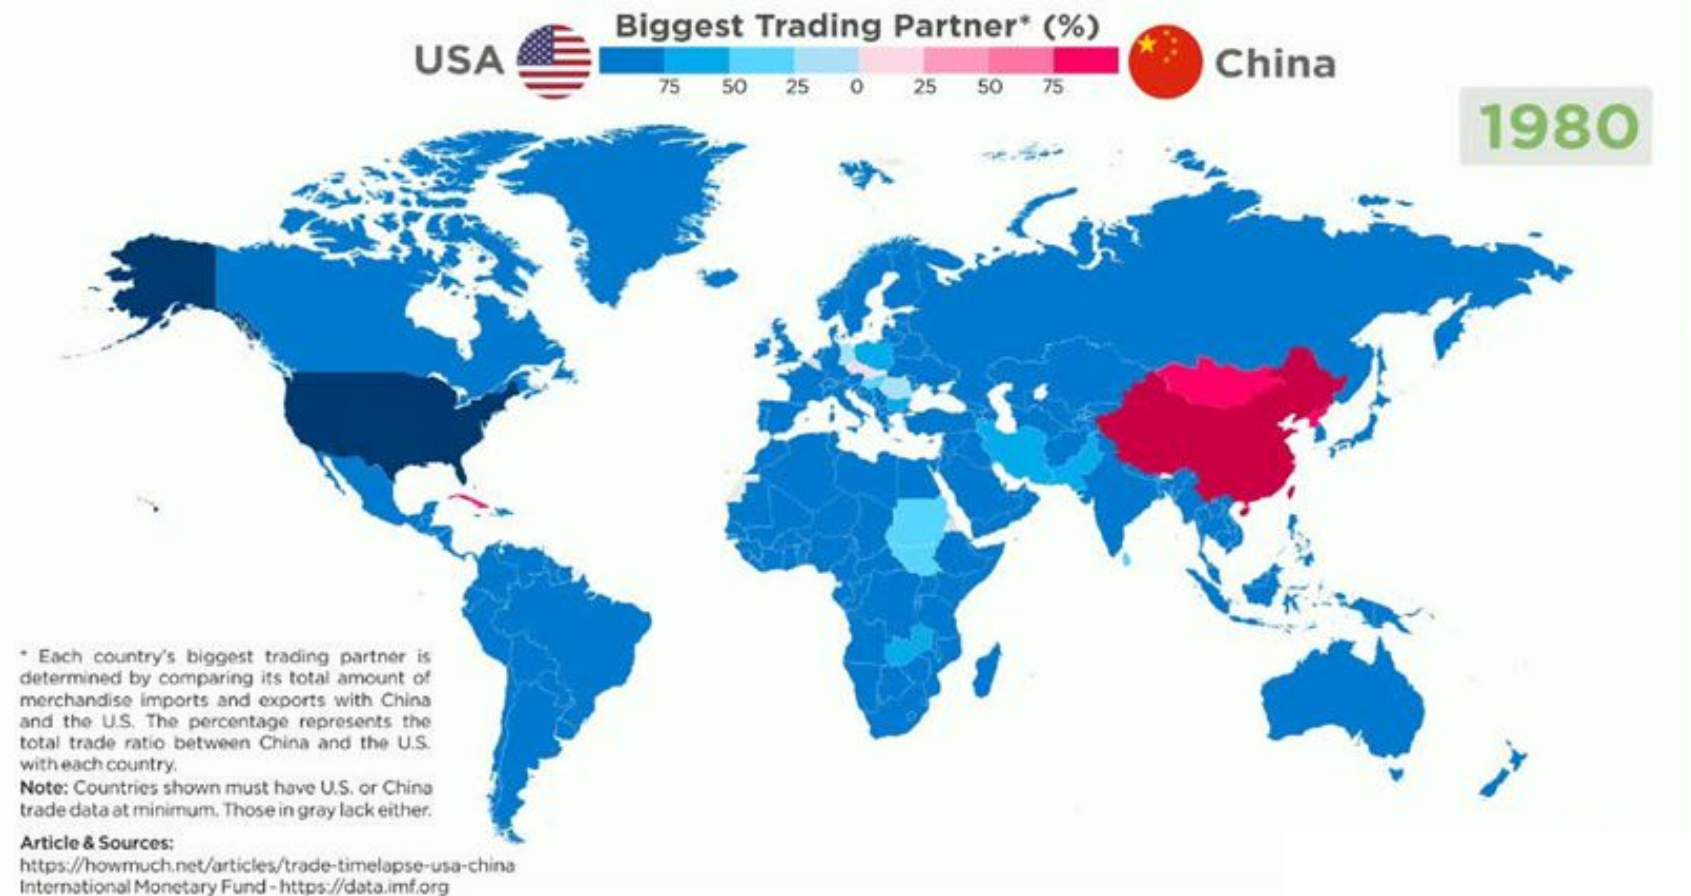 Biggest Trading Partner* (%)
USA
China
75 50 25 0 25 50 75
1980
* Each country's biggest trading partner is
determined by comparing its total amount of
merchandise imports and exports with China
and the U.S. The percentage represents the
total trade ratio between China and the U.S.
with each country.
Note: Countries shown must have U.S. or China
trade data at minimum. Those in gray lack either.
Article & Sources:
https://howmuch.net/articles/trade-timelapse-usa-china
International Monetary Fund - https://data.imf.org